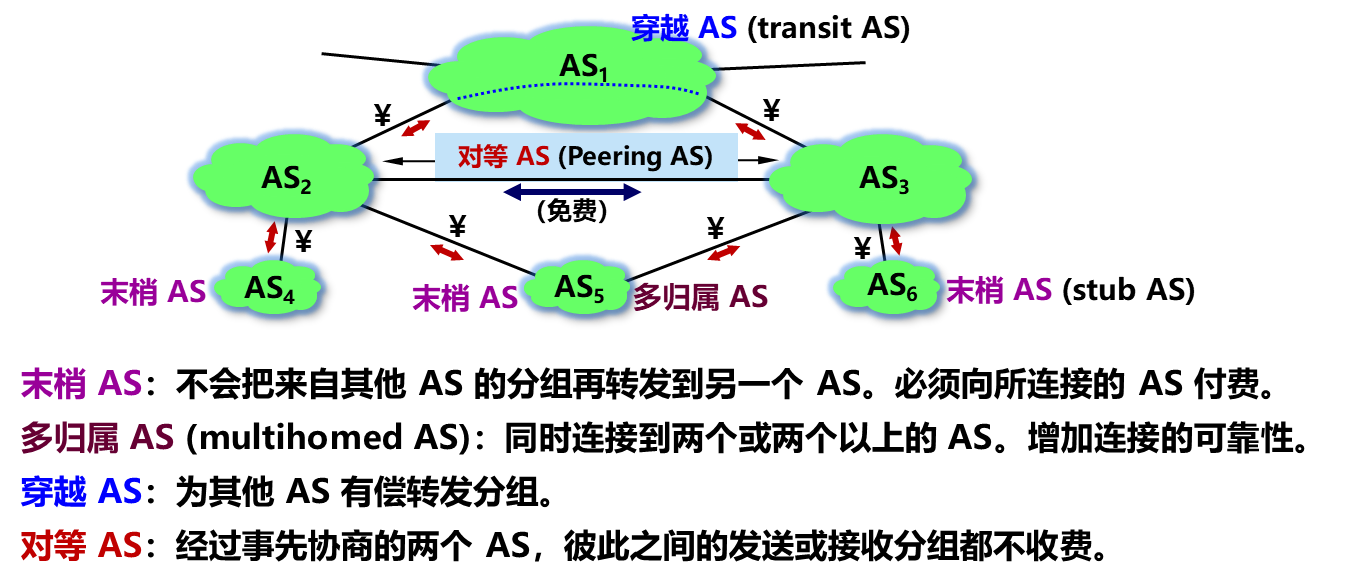 穿越 AS (transit AS)
AS1
¥
¥
对等 AS (Peering AS)
AS2
AS3
(免费)
¥
¥
¥
¥
末梢 AS
AS4
末梢 AS
AS5
多归属 AS
AS6
末梢 AS (stub AS)
末梢 AS：不会把来自其他 AS 的分组再转发到另一个 AS。必须向所连接的 AS 付费。
多归属 AS (multihomed AS)：同时连接到两个或两个以上的 AS。增加连接的可靠性。
穿越 AS：为其他 AS 有偿转发分组。
对等 AS：经过事先协商的两个 AS，彼此之间的发送或接收分组都不收费。